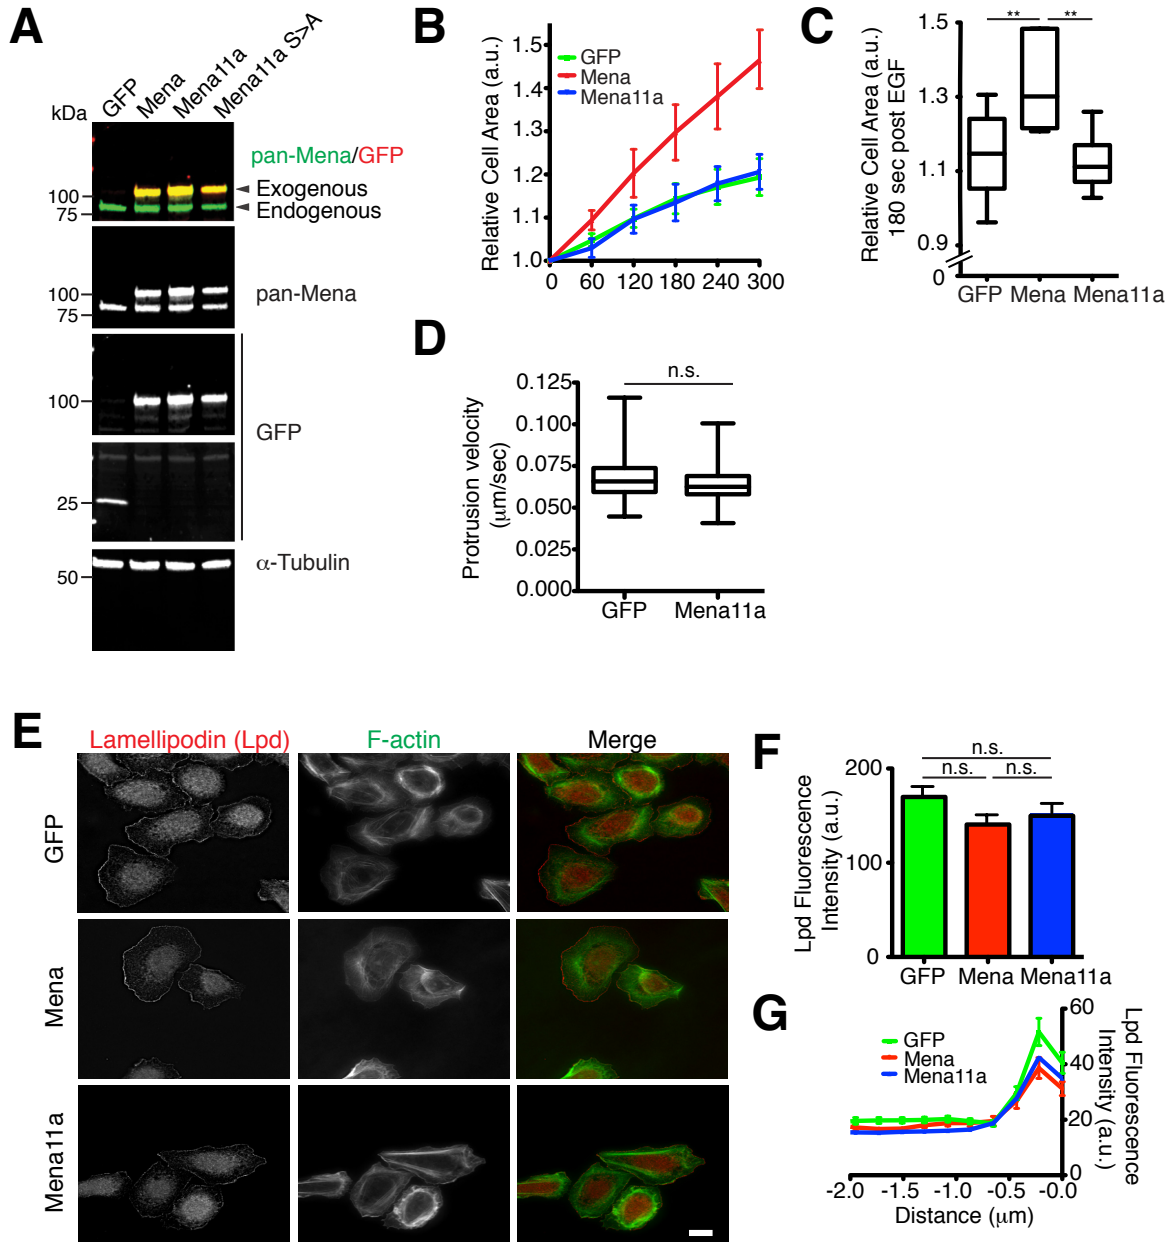 A
GFP
Mena
Mena11a
Mena11a S>A
kDa
pan-Mena/GFP
100
Exogenous
75
Endogenous
100
pan-Mena
75
100
GFP
25
α-Tubulin
50
B
Relative Cell Area (a.u.)
1.5
1.4
1.3
1.2
1.1
1.0
GFP
Mena
Mena11a
0 60 120 180 240 300
C
Relative Cell Area (a.u.)
180 sec post EGF
1.5
1.3
1.1
0.9
0
** **
GFP Mena Mena11a
D
Protrusion velocity
(μm/sec)
0.125
0.100
0.075
0.050
0.025
0.000
n.s.
GFP Mena11a
E
Lamellipodin (Lpd) F-actin Merge
GFP
Mena
Mena11a
F
Lpd Fluorescence
Intensity (a.u.)
200
100
0
n.s.
n.s. n.s.
GFP Mena Mena11a
G
GFP
Mena
Mena11a
60
40
20
0
Lpd Fluorescence
Intensity (a.u.)
-2.0 -1.5 -1.0 -0.5 -0.0
Distance (μm)